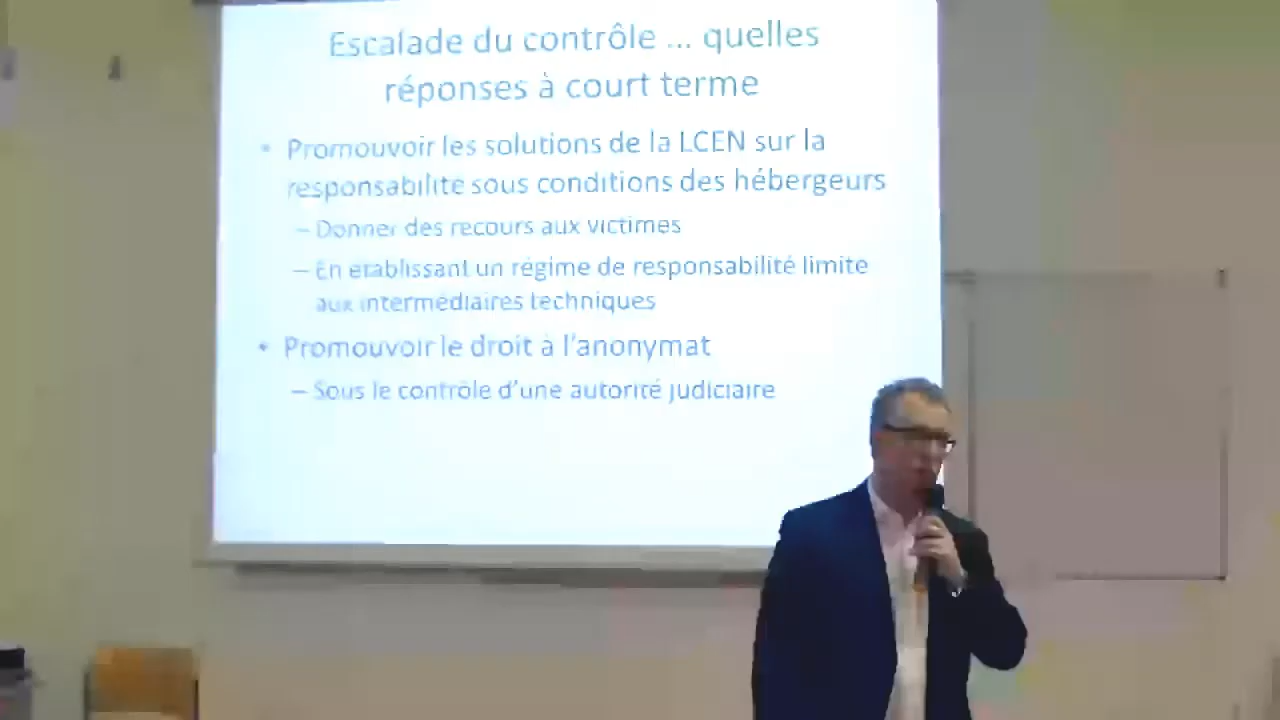 Escalade du contrôle ... quelles
réponses à court terme
• Promouvoir les solutions de la LCEN sur la
responsabilité sous conditions des hébergeurs
– Donner des recours aux victimes
– En établissant un régime de responsabilité limité
aux intermédiaires techniques
• Promouvoir le droit à l'anonymat
– Sous le contrôle d'une autorité judiciaire